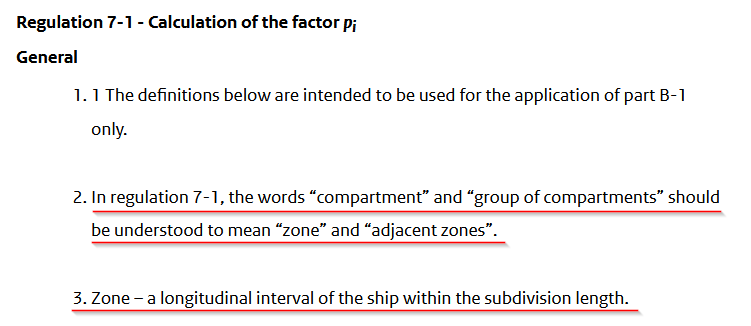 Regulation 7-1 - Calculation of the factor pi
General
1. 1 The definitions below are intended to be used for the application of part B-1
only.
2. In regulation 7-1, the words “compartment” and “group of compartments” should
be understood to mean “zone” and “adjacent zones”.
3. Zone – a longitudinal interval of the ship within the subdivision length.